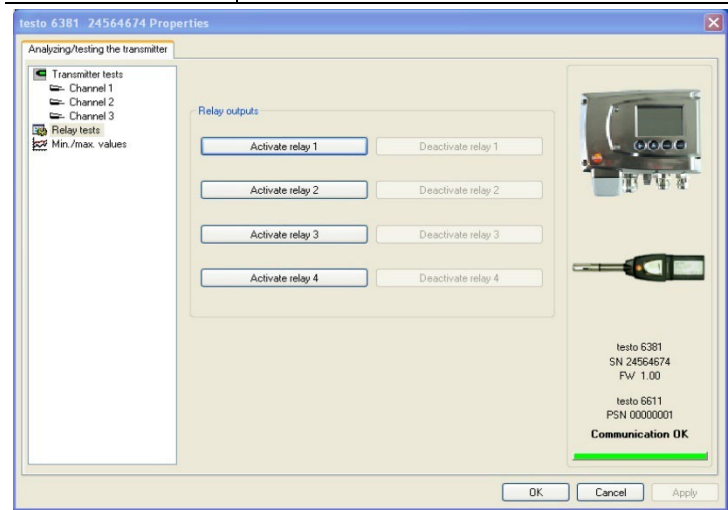 testo 6381 24564674 Properties
Analyzing/testing the transmitter
Transmitter tests
Channel 1
Channel 2
Channel 3
Relay tests
Min./max. values
Relay outputs
Activate relay 1 Deactivate relay 1
Activate relay 2 Deactivate relay 2
Activate relay 3 Deactivate relay 3
Activate relay 4 Deactivate relay 4
testo 6381
SN 24564674
FW 1.00
testo 6611
PSN 00000001
Communication OK
OK Cancel Apply